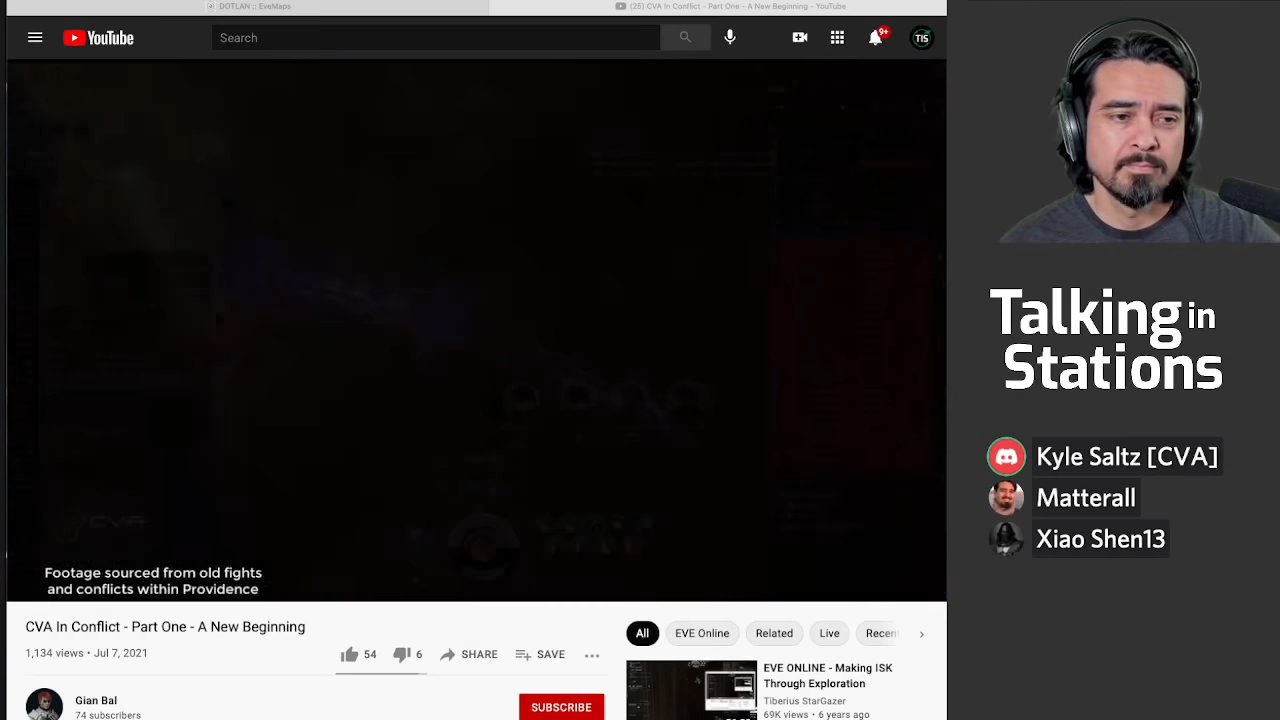 DOTLAN :: EveMaps
(25) CVA In Conflict - Part One - A New Beginning - YouTube
YouTube
Search
9+
TIS
CVA
Footage sourced from old fights
and conflicts within Providence
CVA In Conflict - Part One - A New Beginning
1,134 views • Jul 7, 2021
54
6
SHARE
SAVE
Gian Bal
74 subscribers
SUBSCRIBE
All
EVE Online
Related
Live
Recen
EVE ONLINE - Making ISK
Through Exploration
Tiberius StarGazer
69K views • 6 years ago
Talking in
Stations
Kyle Saltz [CVA]
Matterall
Xiao Shen13